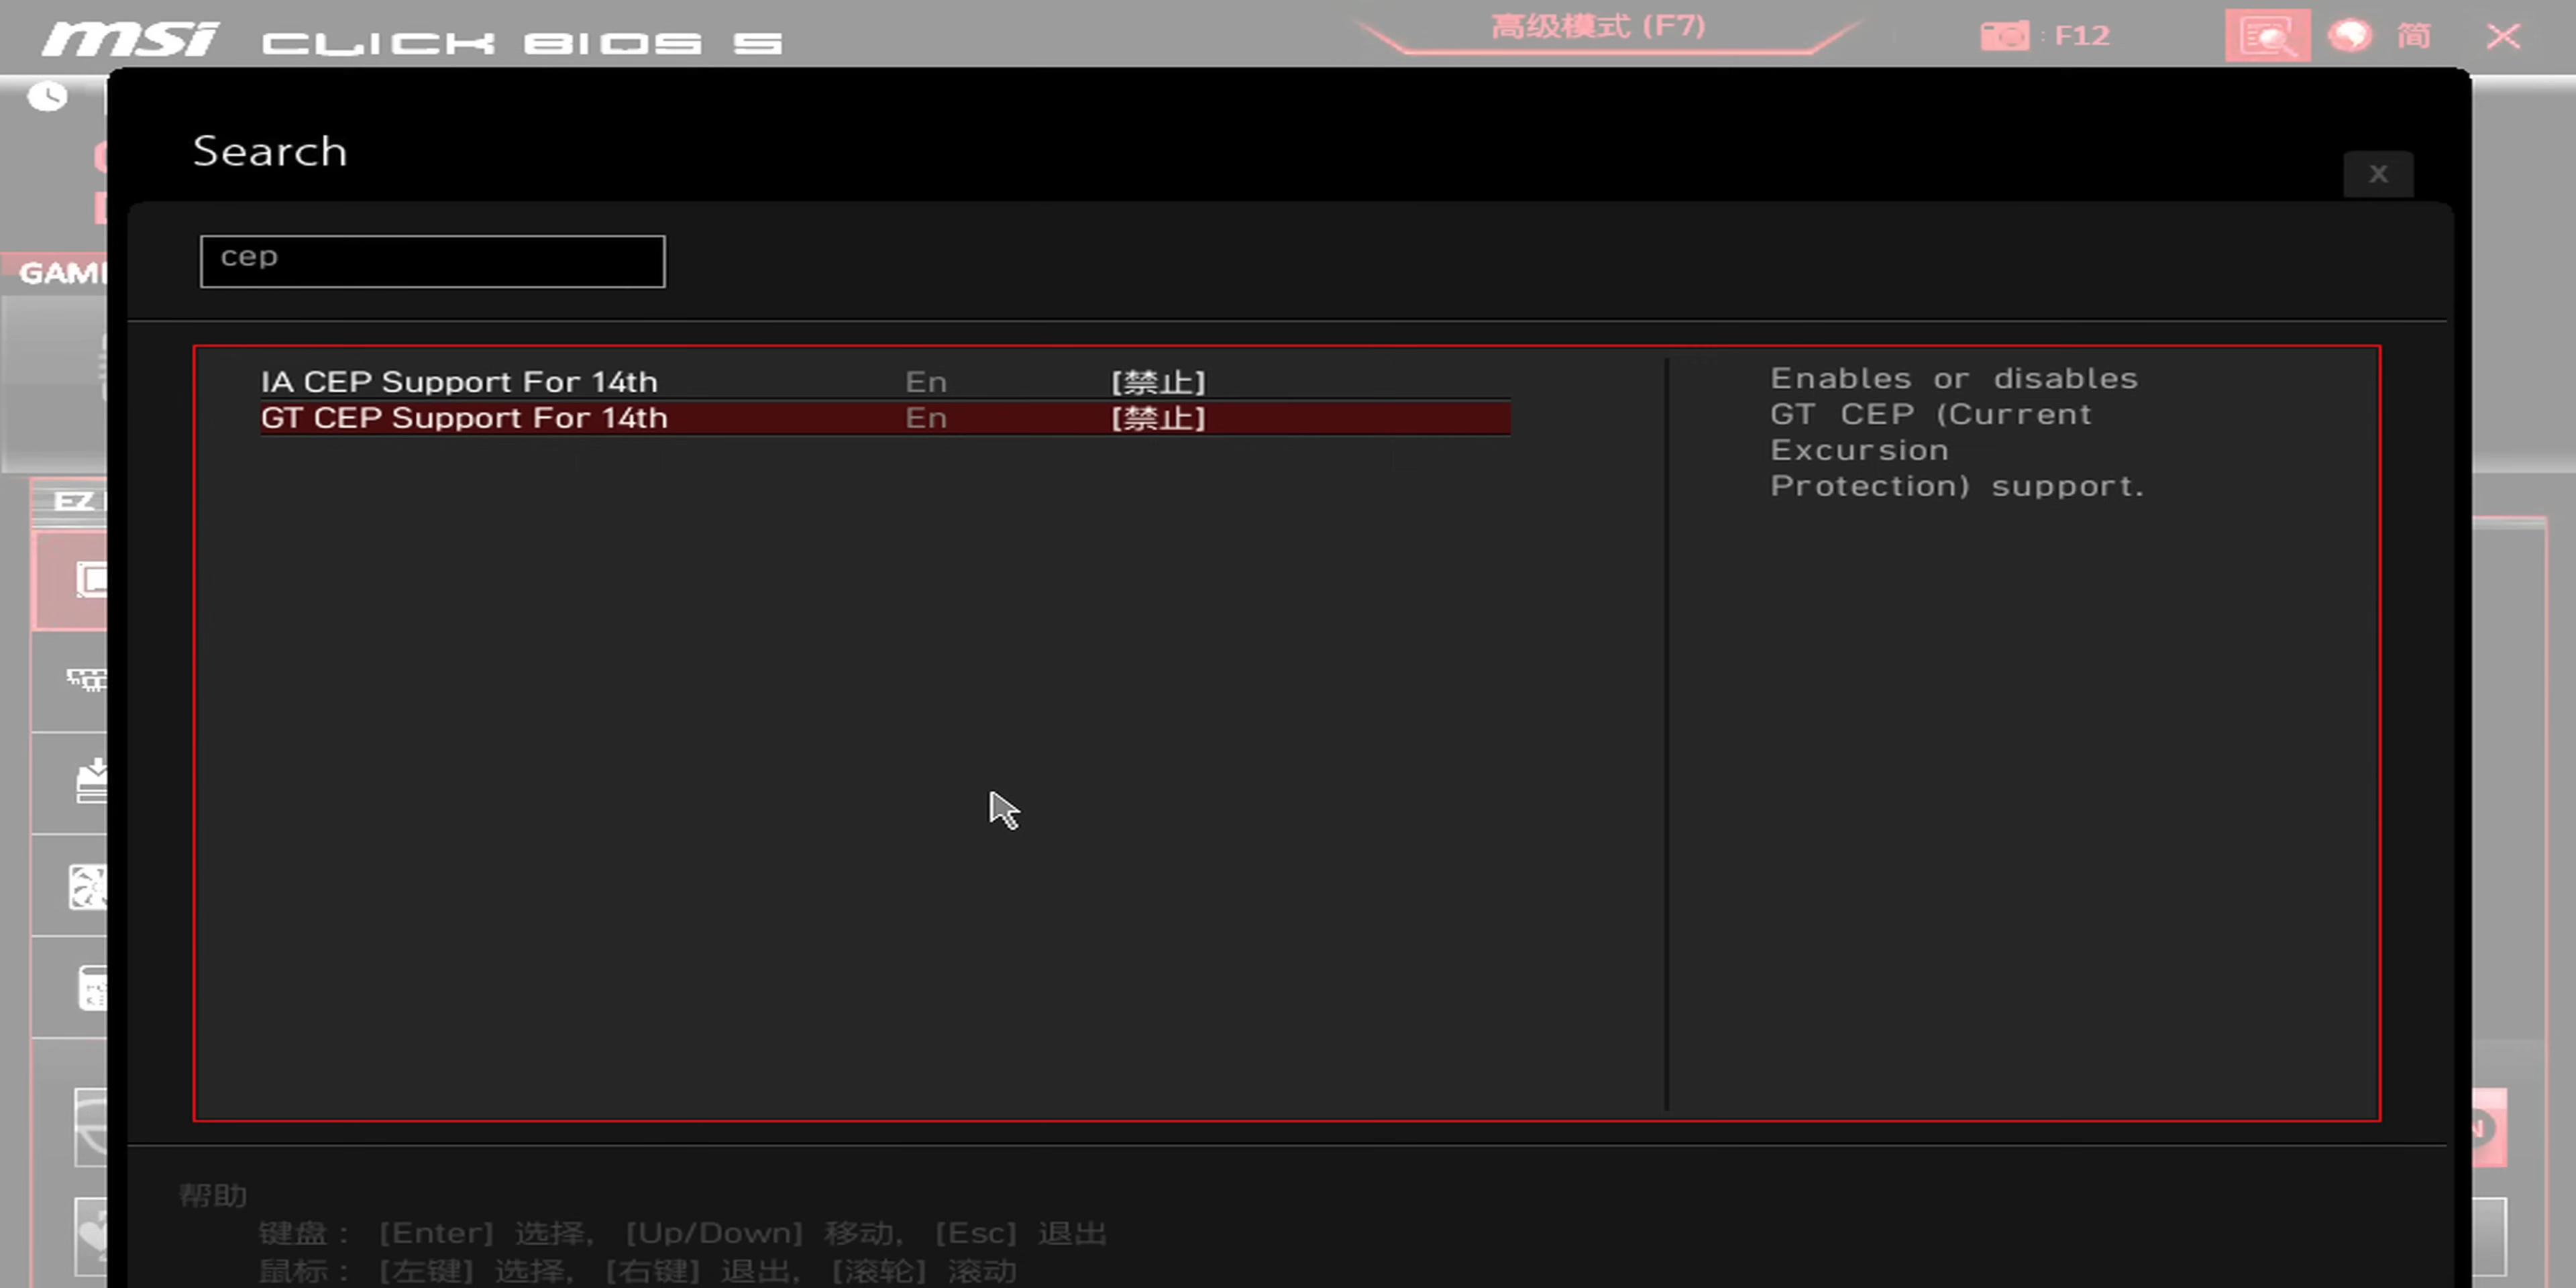 msi CLICK BIOS 5
高级模式 (F7)
: F12
简
X
Search
X
cep
GAMI
IA CEP Support For 14th En [禁止]
GT CEP Support For 14th En [禁止]
Enables or disables
GT CEP (Current
Excursion
Protection) support.
EZ
帮助
键盘： [Enter] 选择, [Up/Down] 移动, [Esc] 退出
鼠标： [左键] 选择, [右键] 退出, [滚轮] 滚动